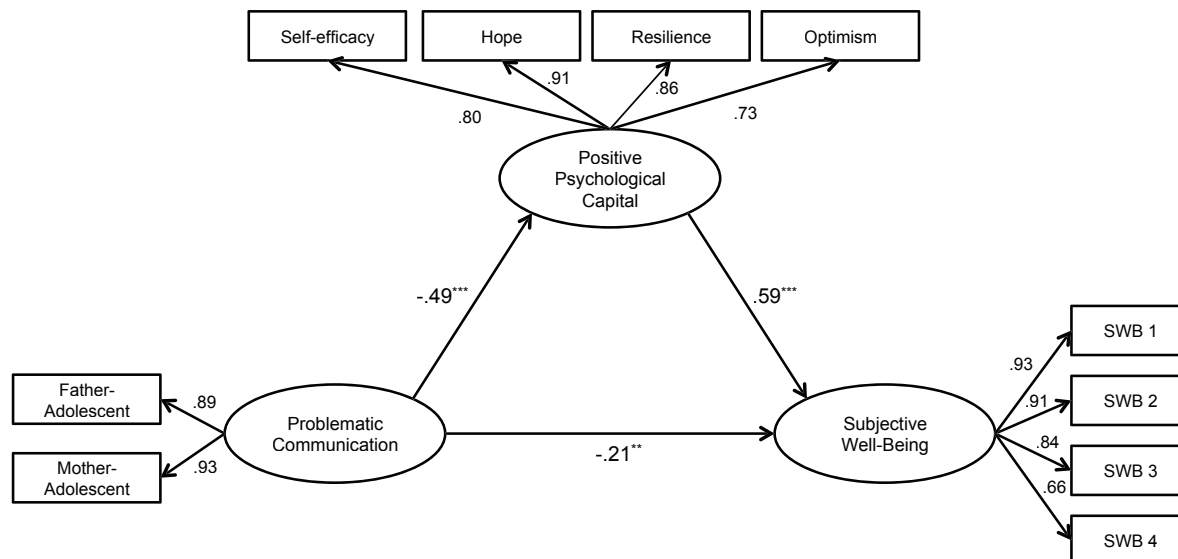 Self-efficacy
Hope
Resilience
Optimism
.80
.91
.86
.73
Positive
Psychological
Capital
-.49***
.59***
Father-
Adolescent
Mother-
Adolescent
.89
.93
Problematic
Communication
-.21**
Subjective
Well-Being
.93
.91
.84
.66
SWB 1
SWB 2
SWB 3
SWB 4